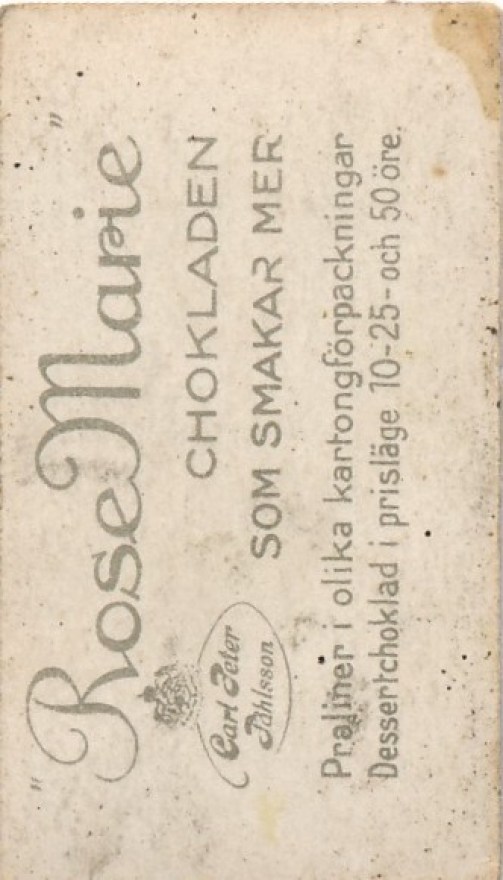 "Rose Marie"
CHOKLADEN
SOM SMAKAR MER
Carl Peter
Påhlsson
Praliner i olika kartongförpackningar
Dessertchoklad i prisläge 10-25- och 50 öre.